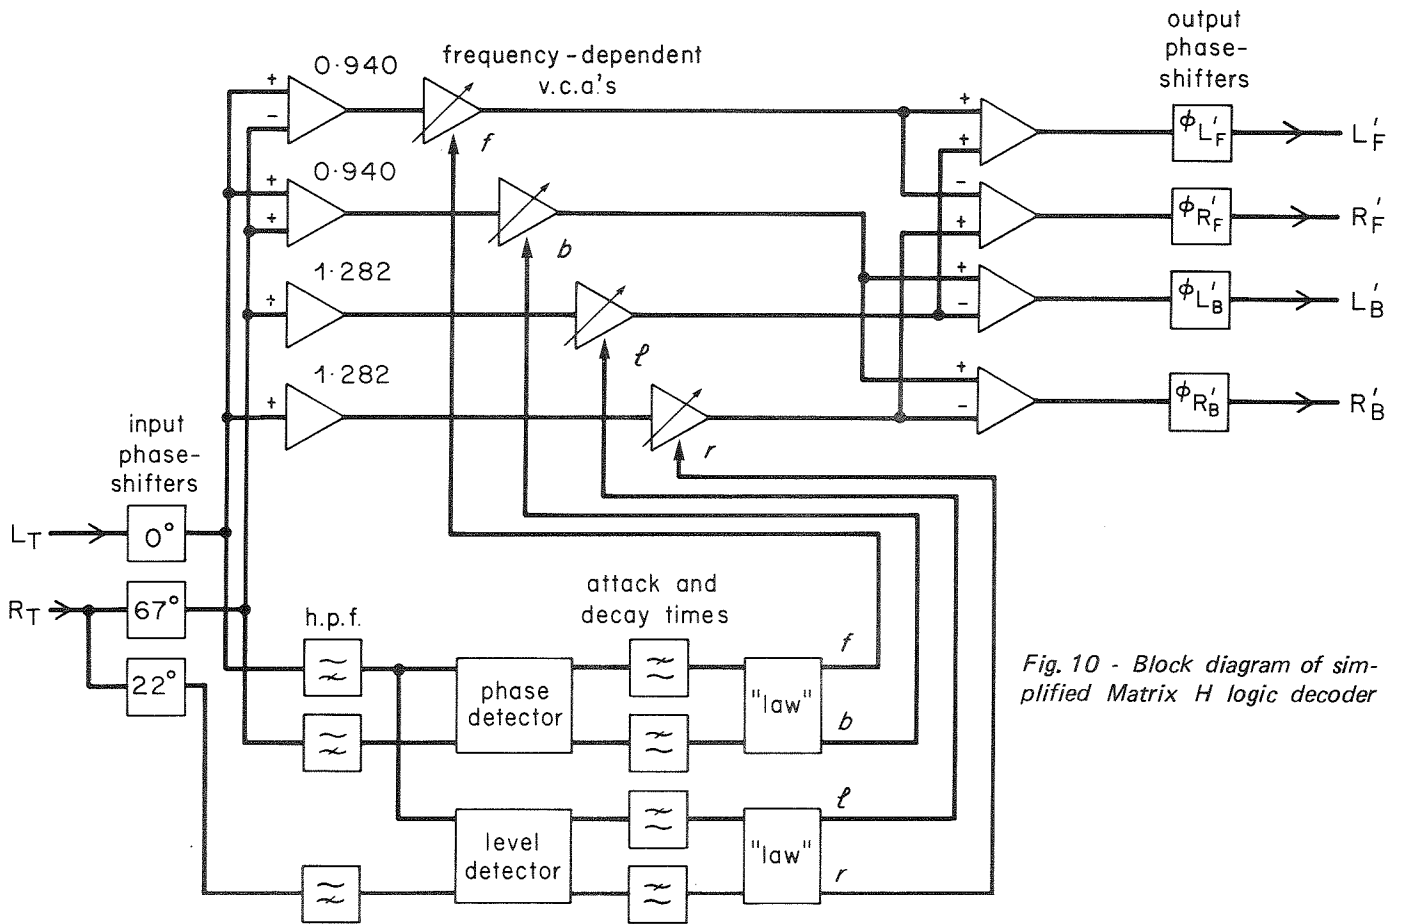 output
phase-
shifters
0·940
frequency-dependent
v.c.a.'s
+
-
f
+
+
ϕL'F
L'F
0·940
+
+
b
-
+
ϕR'F
R'F
1·282
+
ℓ
+
-
ϕL'B
L'B
1·282
+
r
+
-
ϕR'B
R'B
input
phase-
shifters
LT
0°
RT
67°
22°
h.p.f.
attack and
decay times
phase
detector
"law"
f
b
level
detector
"law"
ℓ
r
Fig. 10 - Block diagram of sim-
plified Matrix H logic decoder